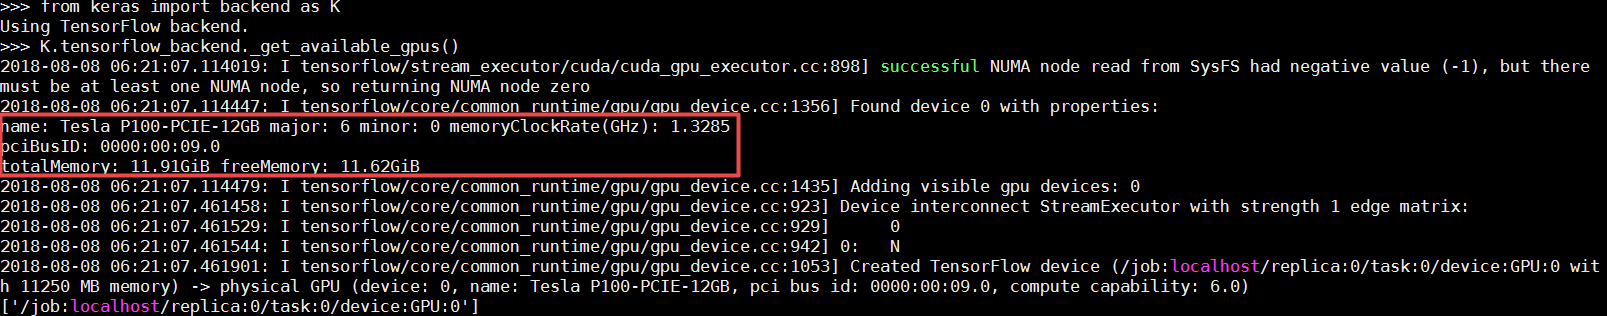 >>> from keras import backend as K
Using TensorFlow backend.
>>> K.tensorflow_backend._get_available_gpus()
2018-08-08 06:21:07.114019: I tensorflow/stream_executor/cuda/cuda_gpu_executor.cc:898] successful NUMA node read from SysFS had negative value (-1), but there
must be at least one NUMA node, so returning NUMA node zero
2018-08-08 06:21:07.114447: I tensorflow/core/common_runtime/gpu/gpu_device.cc:1356] Found device 0 with properties:
name: Tesla P100-PCIE-12GB major: 6 minor: 0 memoryClockRate(GHz): 1.3285
pciBusID: 0000:00:09.0
totalMemory: 11.91GiB freeMemory: 11.62GiB
2018-08-08 06:21:07.114479: I tensorflow/core/common_runtime/gpu/gpu_device.cc:1435] Adding visible gpu devices: 0
2018-08-08 06:21:07.461458: I tensorflow/core/common_runtime/gpu/gpu_device.cc:923] Device interconnect StreamExecutor with strength 1 edge matrix:
2018-08-08 06:21:07.461529: I tensorflow/core/common_runtime/gpu/gpu_device.cc:929]      0
2018-08-08 06:21:07.461544: I tensorflow/core/common_runtime/gpu/gpu_device.cc:942] 0:   N
2018-08-08 06:21:07.461901: I tensorflow/core/common_runtime/gpu/gpu_device.cc:1053] Created TensorFlow device (/job:localhost/replica:0/task:0/device:GPU:0 wit
h 11250 MB memory) -> physical GPU (device: 0, name: Tesla P100-PCIE-12GB, pci bus id: 0000:00:09.0, compute capability: 6.0)
['/job:localhost/replica:0/task:0/device:GPU:0']